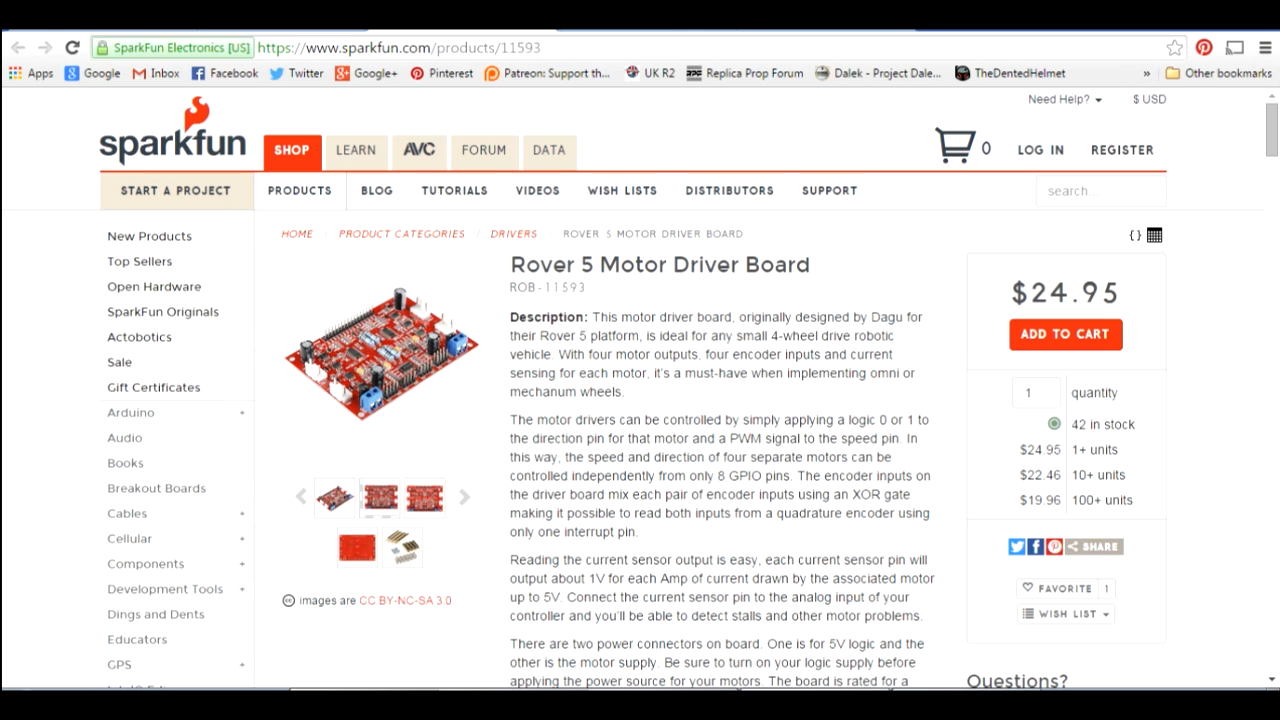 SparkFun Electronics [US] https://www.sparkfun.com/products/11593
Apps Google Inbox Facebook Twitter Google+ Pinterest Patreon: Support th... UK R2 Replica Prop Forum Dalek - Project Dale... TheDentedHelmet » Other bookmarks
Need Help? $ USD
sparkfun
SHOP LEARN AVC FORUM DATA
0 LOG IN REGISTER
START A PROJECT PRODUCTS BLOG TUTORIALS VIDEOS WISH LISTS DISTRIBUTORS SUPPORT search...
New Products
Top Sellers
Open Hardware
SparkFun Originals
Actobotics
Sale
Gift Certificates
Arduino +
Audio
Books
Breakout Boards
Cables +
Cellular +
Components +
Development Tools +
Dings and Dents
Educators
GPS +
HOME / PRODUCT CATEGORIES / DRIVERS / ROVER 5 MOTOR DRIVER BOARD
{ }
images are CC BY-NC-SA 3.0
Rover 5 Motor Driver Board
ROB-11593
Description: This motor driver board, originally designed by Dagu for
their Rover 5 platform, is ideal for any small 4-wheel drive robotic
vehicle. With four motor outputs, four encoder inputs and current
sensing for each motor, it's a must-have when implementing omni or
mechanum wheels.
The motor drivers can be controlled by simply applying a logic 0 or 1 to
the direction pin for that motor and a PWM signal to the speed pin. In
this way, the speed and direction of four separate motors can be
controlled independently from only 8 GPIO pins. The encoder inputs on
the driver board mix each pair of encoder inputs using an XOR gate
making it possible to read both inputs from a quadrature encoder using
only one interrupt pin.
Reading the current sensor output is easy, each current sensor pin will
output about 1V for each Amp of current drawn by the associated motor
up to 5V. Connect the current sensor pin to the analog input of your
controller and you'll be able to detect stalls and other motor problems.
There are two power connectors on board. One is for 5V logic and the
other is the motor supply. Be sure to turn on your logic supply before
applying the power source for your motors. The board is rated for a
$24.95
ADD TO CART
1 quantity
42 in stock
$24.95 1+ units
$22.46 10+ units
$19.96 100+ units
SHARE
FAVORITE 1
WISH LIST
Questions?